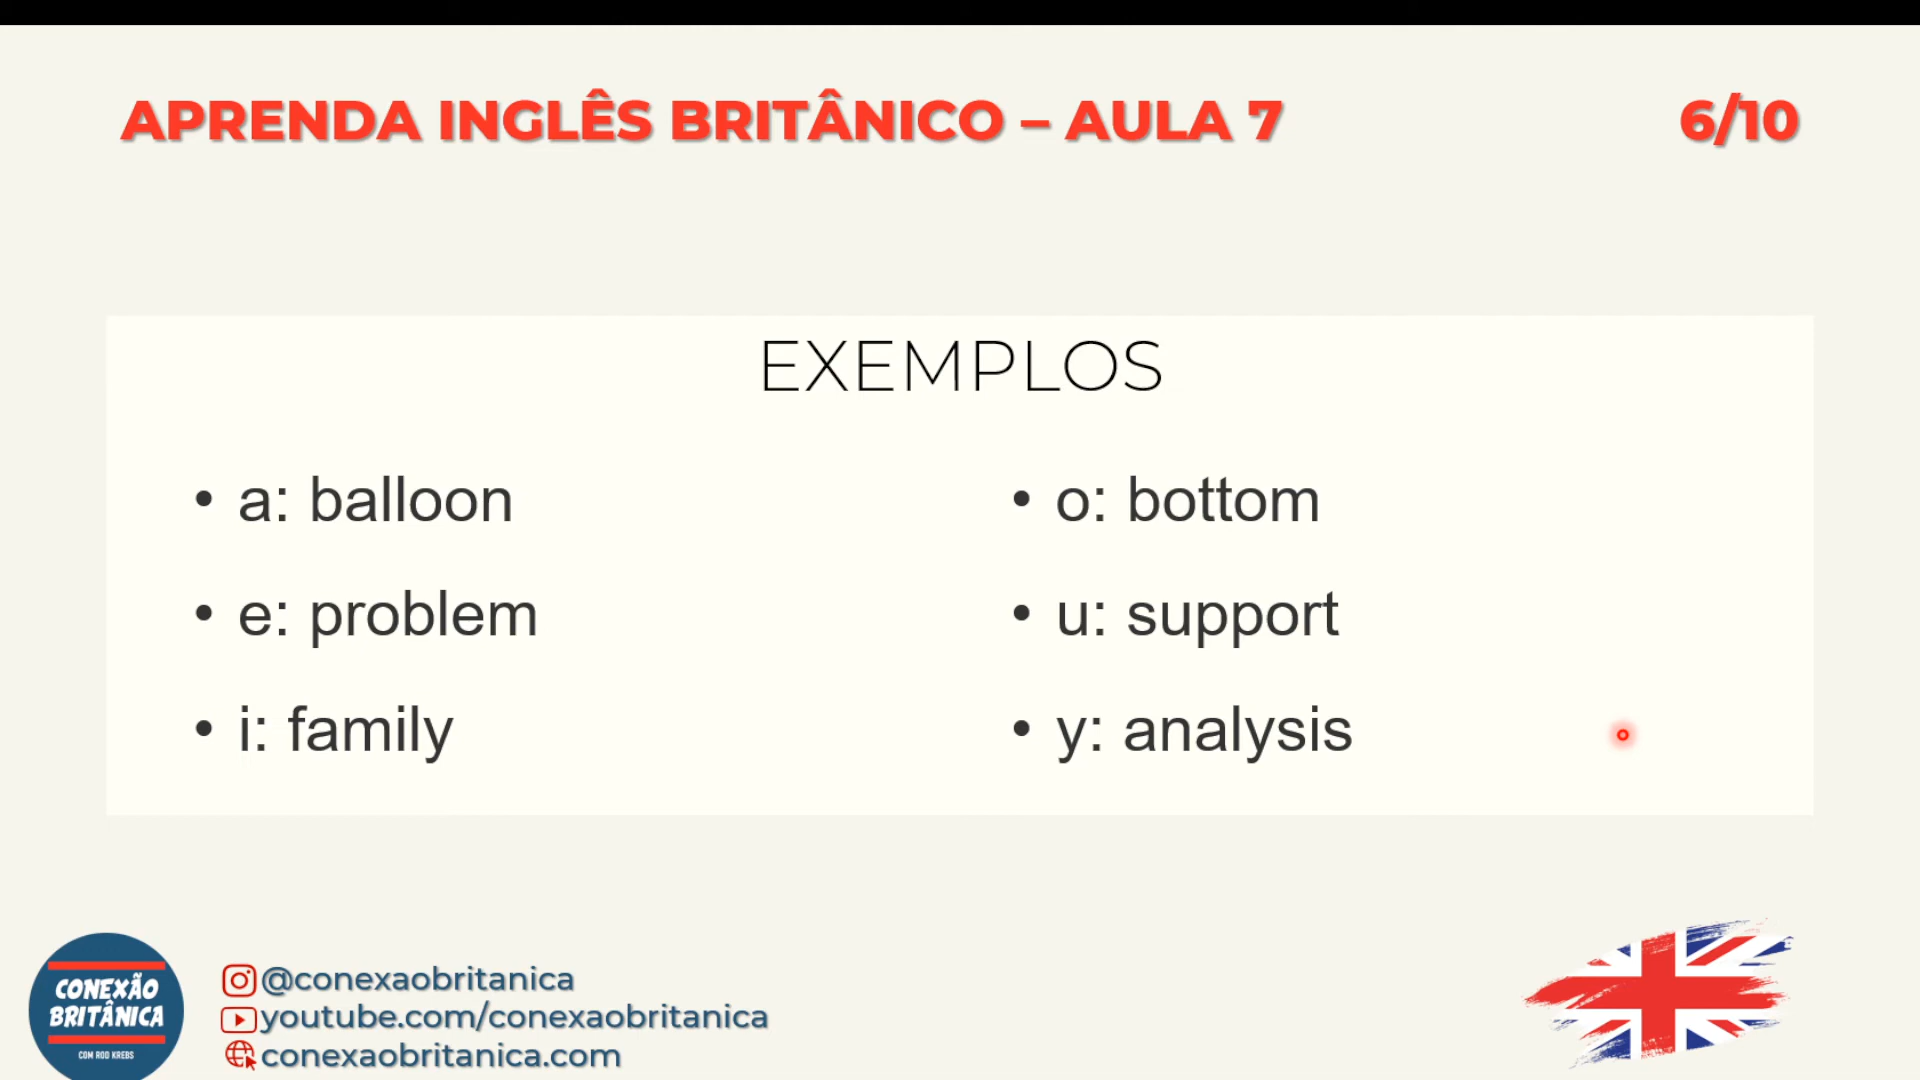 APRENDA INGLÊS BRITÂNICO – AULA 7
6/10
EXEMPLOS
• a: balloon
• e: problem
• i: family
• o: bottom
• u: support
• y: analysis
CONEXÃO
BRITÂNICA
COM ROD KREBS
@conexaobritanica
youtube.com/conexaobritanica
conexaobritanica.com